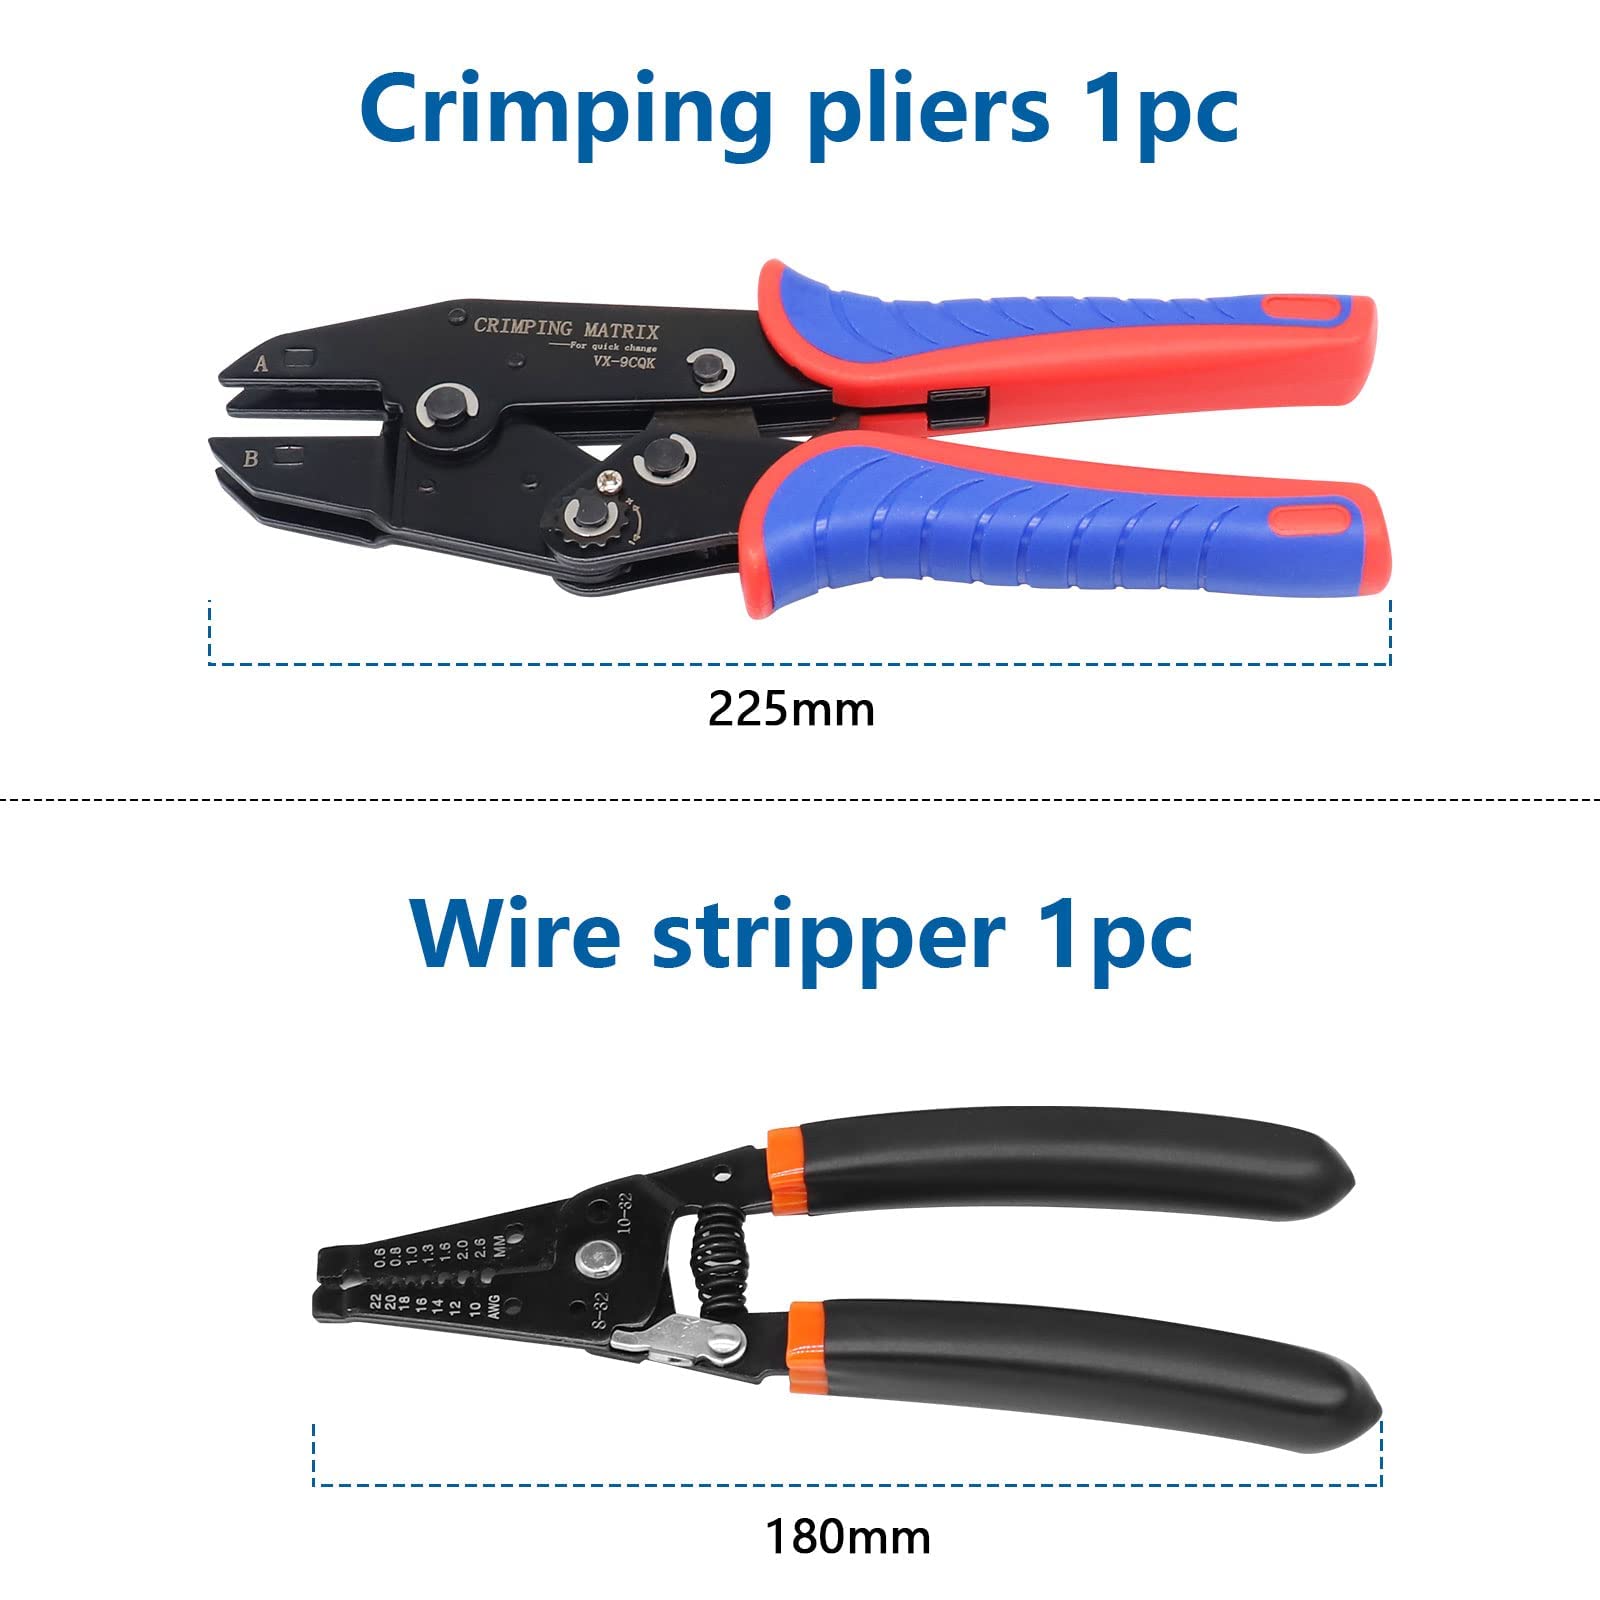 Crimping pliers 1pc
A
CRIMPING MATRIX
For quick change
VX-9CQK
B
225mm
Wire stripper 1pc
10-32
0.6 0.8 1.0 1.3 1.6 2.0 2.6 MM
22 20 18 16 14 12 10 AWG
8-32
180mm